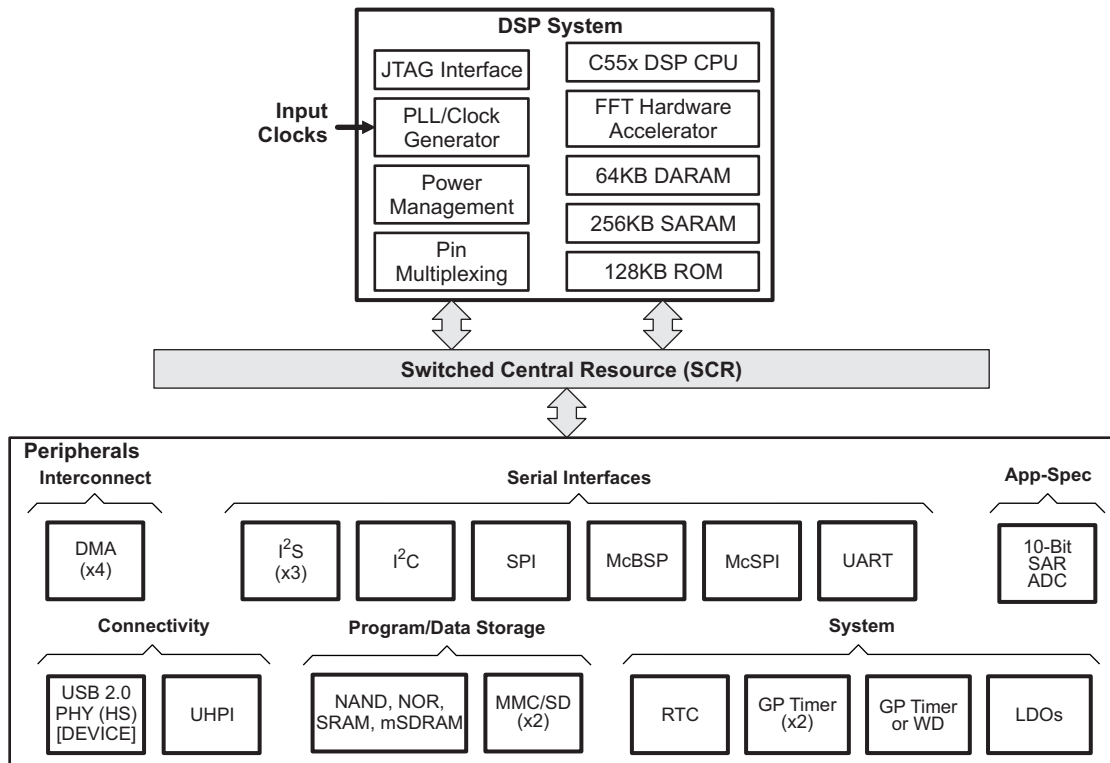 DSP System
JTAG Interface
C55x DSP CPU
Input
Clocks
PLL/Clock
Generator
FFT Hardware
Accelerator
Power
Management
64KB DARAM
256KB SARAM
Pin
Multiplexing
128KB ROM
Switched Central Resource (SCR)
Peripherals
Interconnect
Serial Interfaces
App-Spec
DMA
(x4)
I²S
(x3)
I²C
SPI
McBSP
McSPI
UART
10-Bit
SAR
ADC
Connectivity
Program/Data Storage
System
USB 2.0
PHY (HS)
[DEVICE]
UHPI
NAND, NOR,
SRAM, mSDRAM
MMC/SD
(x2)
RTC
GP Timer
(x2)
GP Timer
or WD
LDOs